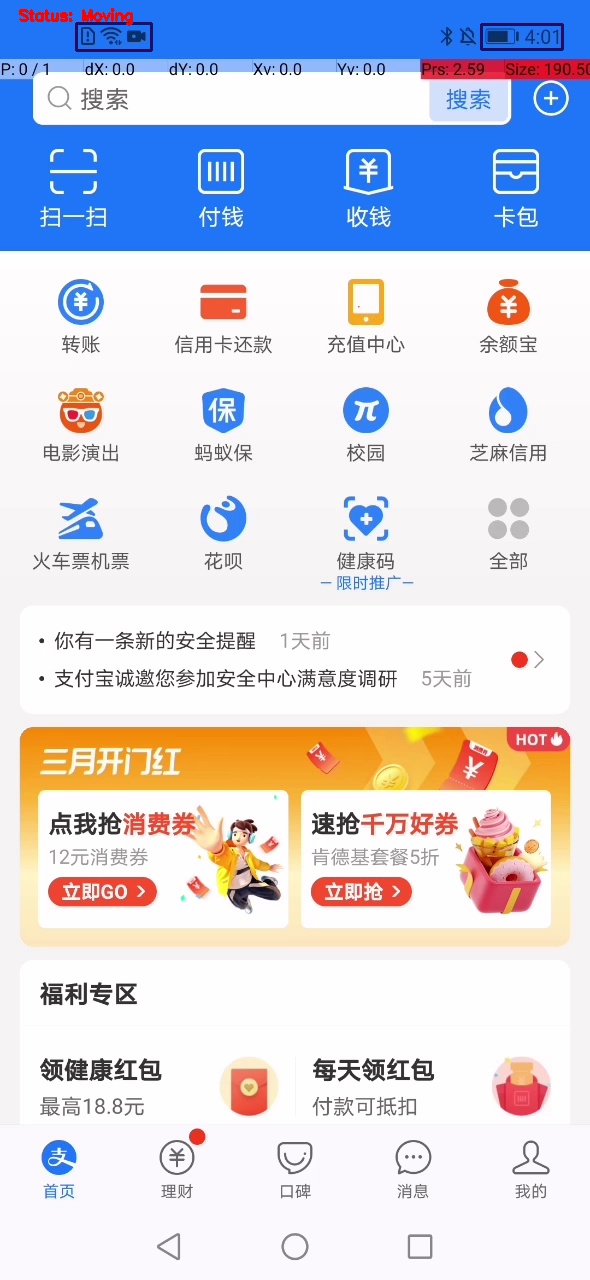 Status: Moving
4:01
P: 0 / 1 dX: 0.0 dY: 0.0 Xv: 0.0 Yv: 0.0 Prs: 2.59 Size: 190.50
搜索 搜索
扫一扫 付钱 收钱 卡包
转账 信用卡还款 充值中心 余额宝
保
电影演出 蚂蚁保 校园 芝麻信用
火车票机票 花呗 健康码 全部
限时推广
• 你有一条新的安全提醒 1天前
• 支付宝诚邀您参加安全中心满意度调研 5天前
三月开门红 HOT
点我抢消费券 速抢千万好券
12元消费券 肯德基套餐5折
立即GO > 立即抢 >
福利专区
领健康红包 每天领红包
最高18.8元 付款可抵扣
支
首页 理财 口碑 消息 我的